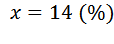 x = 14 (%)